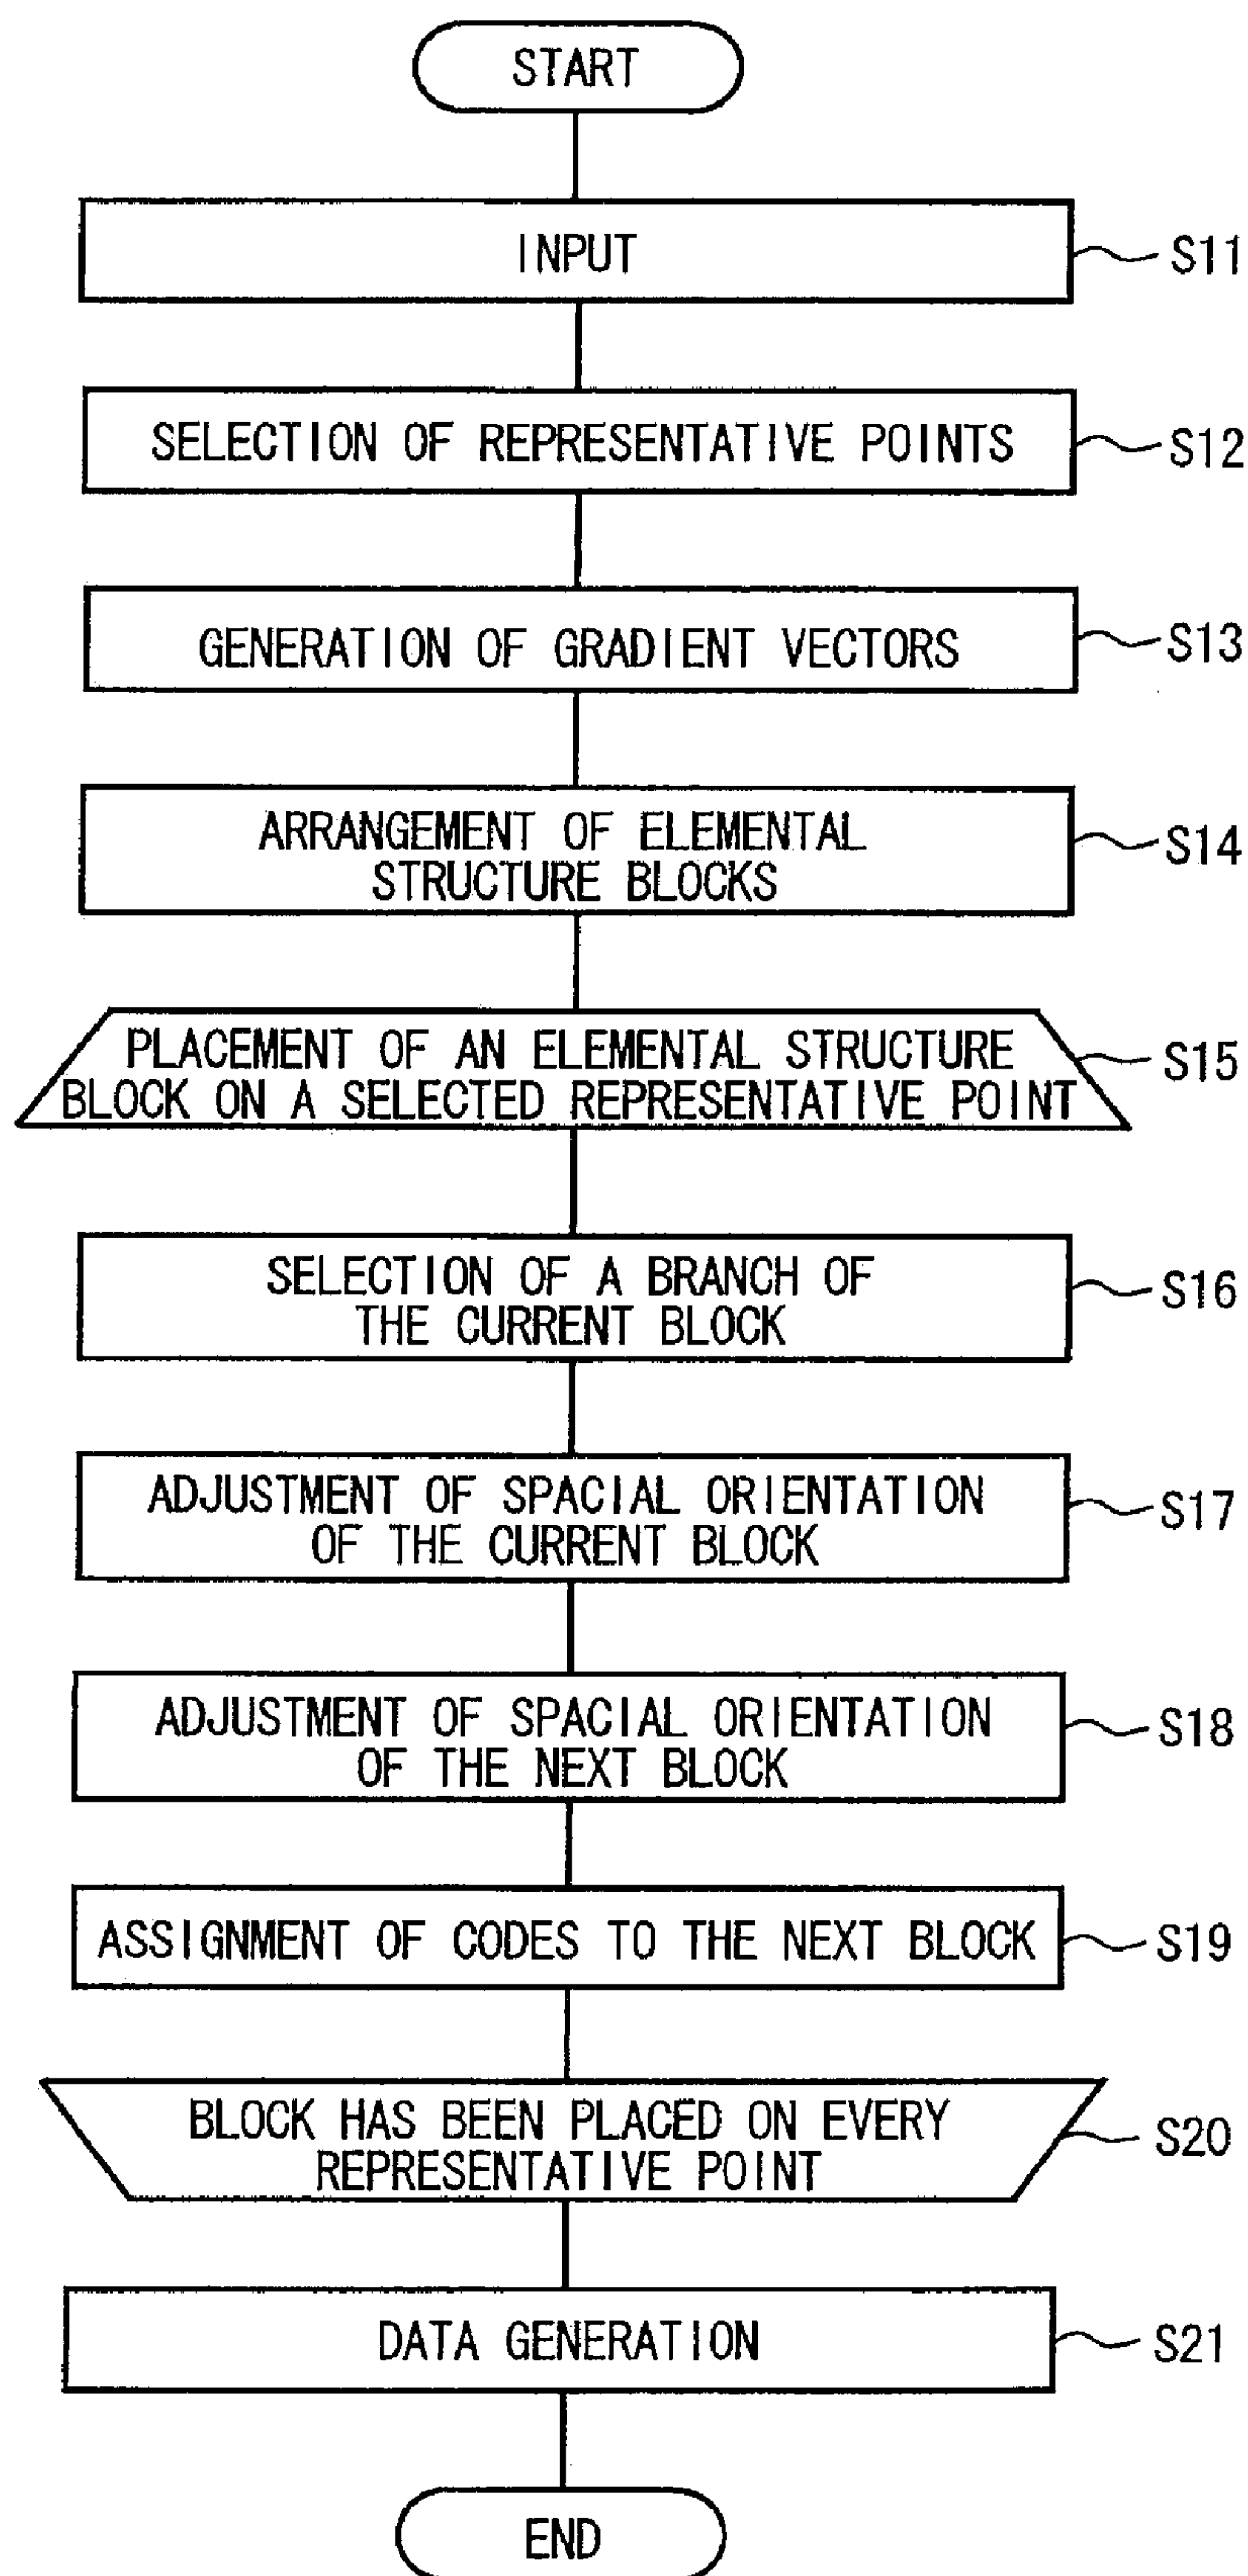 START
INPUT
S11
SELECTION OF REPRESENTATIVE POINTS
S12
GENERATION OF GRADIENT VECTORS
S13
ARRANGEMENT OF ELEMENTAL
STRUCTURE BLOCKS
S14
PLACEMENT OF AN ELEMENTAL STRUCTURE
BLOCK ON A SELECTED REPRESENTATIVE POINT
S15
SELECTION OF A BRANCH OF
THE CURRENT BLOCK
S16
ADJUSTMENT OF SPACIAL ORIENTATION
OF THE CURRENT BLOCK
S17
ADJUSTMENT OF SPACIAL ORIENTATION
OF THE NEXT BLOCK
S18
ASSIGNMENT OF CODES TO THE NEXT BLOCK
S19
BLOCK HAS BEEN PLACED ON EVERY
REPRESENTATIVE POINT
S20
DATA GENERATION
S21
END